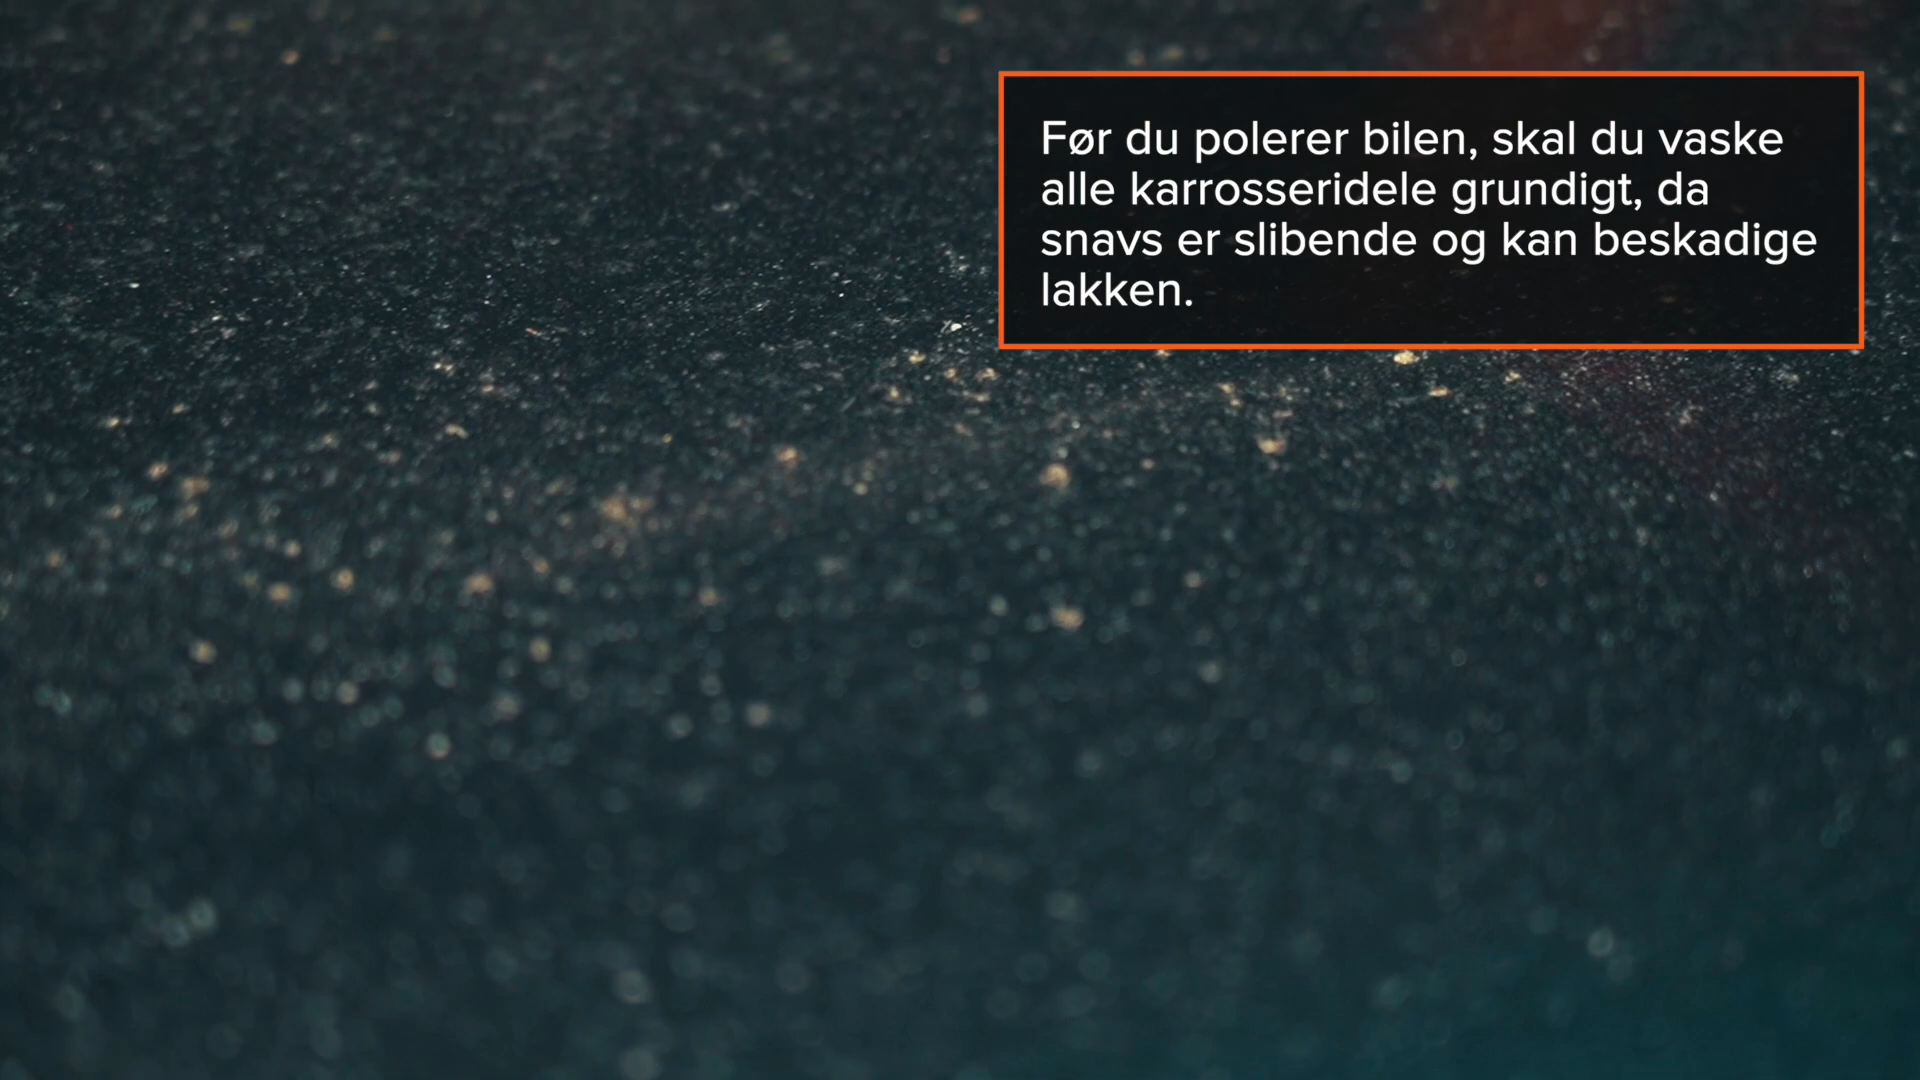 Før du polerer bilen, skal du vaske
alle karrosseridele grundigt, da
snavs er slibende og kan beskadige
lakken.